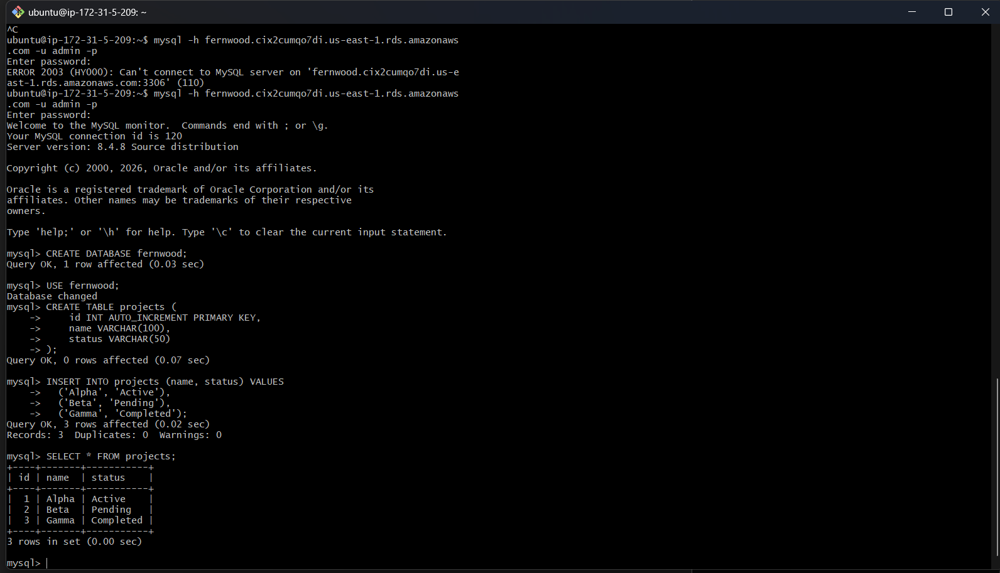 ubuntu@ip-172-31-5-209: ~
^C
ubuntu@ip-172-31-5-209:~$ mysql -h fernwood.cix2cumqo7di.us-east-1.rds.amazonaws
.com -u admin -p
Enter password:
ERROR 2003 (HY000): Can't connect to MySQL server on 'fernwood.cix2cumqo7di.us-e
ast-1.rds.amazonaws.com:3306' (110)
ubuntu@ip-172-31-5-209:~$ mysql -h fernwood.cix2cumqo7di.us-east-1.rds.amazonaws
.com -u admin -p
Enter password:
Welcome to the MySQL monitor.  Commands end with ; or \g.
Your MySQL connection id is 120
Server version: 8.4.8 Source distribution

Copyright (c) 2000, 2026, Oracle and/or its affiliates.

Oracle is a registered trademark of Oracle Corporation and/or its
affiliates. Other names may be trademarks of their respective
owners.

Type 'help;' or '\h' for help. Type '\c' to clear the current input statement.

mysql> CREATE DATABASE fernwood;
Query OK, 1 row affected (0.03 sec)

mysql> USE fernwood;
Database changed
mysql> CREATE TABLE projects (
    ->     id INT AUTO_INCREMENT PRIMARY KEY,
    ->     name VARCHAR(100),
    ->     status VARCHAR(50)
    -> );
Query OK, 0 rows affected (0.07 sec)

mysql> INSERT INTO projects (name, status) VALUES
    ->   ('Alpha', 'Active'),
    ->   ('Beta', 'Pending'),
    ->   ('Gamma', 'Completed');
Query OK, 3 rows affected (0.02 sec)
Records: 3  Duplicates: 0  Warnings: 0

mysql> SELECT * FROM projects;
+----+-------+-----------+
| id | name  | status    |
+----+-------+-----------+
|  1 | Alpha | Active    |
|  2 | Beta  | Pending   |
|  3 | Gamma | Completed |
+----+-------+-----------+
3 rows in set (0.00 sec)

mysql>